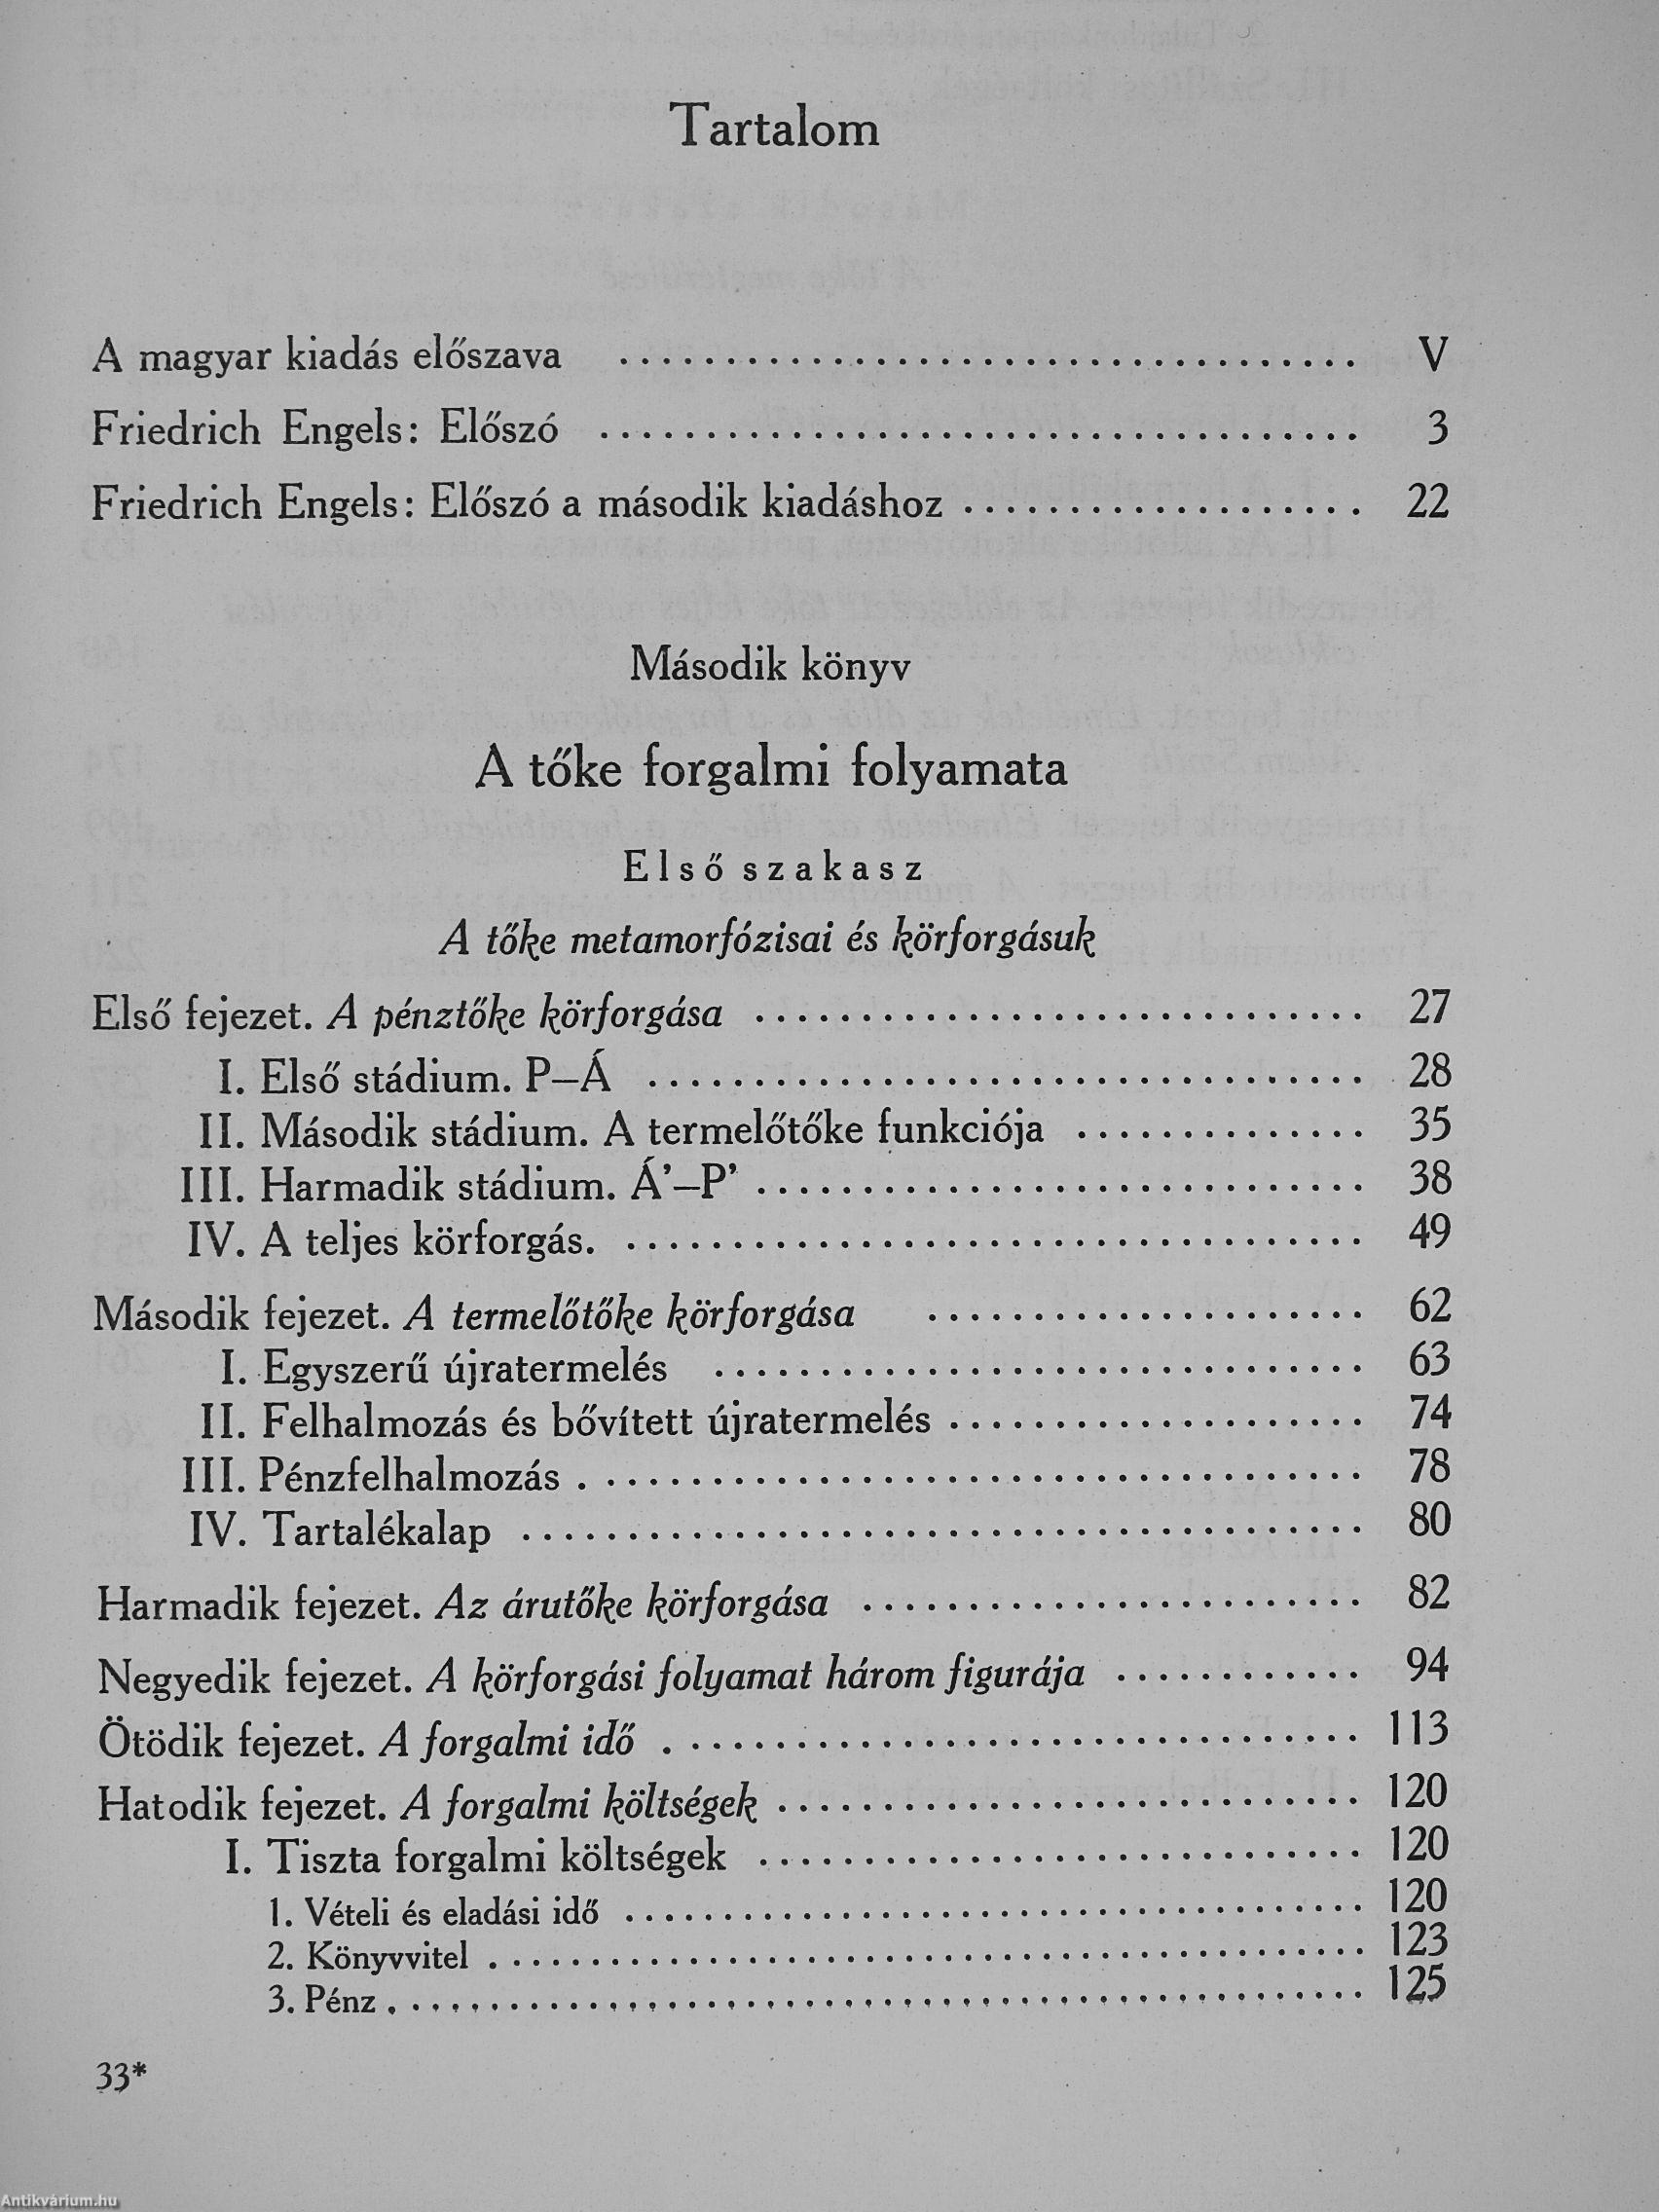 Tartalom
A magyar kiadás előszava .................................. V
Friedrich Engels: Előszó .................................. 3
Friedrich Engels: Előszó a második kiadáshoz .................. 22
Második könyv
A tőke forgalmi folyamata
Első szakasz
A tőke metamorfózisai és körforgásuk
Első fejezet. A pénztőke körforgása ............................ 27
I. Első stádium. P—Á ................................. 28
II. Második stádium. A termelőtőke funkciója .............. 35
III. Harmadik stádium. Á’—P’ ............................ 38
IV. A teljes körforgás. .................................. 49
Második fejezet. A termelőtőke körforgása .................... 62
I. Egyszerű újratermelés .............................. 63
II. Felhalmozás és bővített újratermelés .................. 74
III. Pénzfelhalmozás .................................... 78
IV. Tartalékalap ....................................... 80
Harmadik fejezet. Az árutőke körforgása ....................... 82
Negyedik fejezet. A körforgási folyamat három figurája ............ 94
Ötödik fejezet. A forgalmi idő ................................ 113
Hatodik fejezet. A forgalmi költségek ........................... 120
I. Tiszta forgalmi költségek ............................ 120
1. Vételi és eladási idő .................................. 120
2. Könyvvitel ........................................ 123
3. Pénz ............................................. 125
33*
Antikvárium.hu